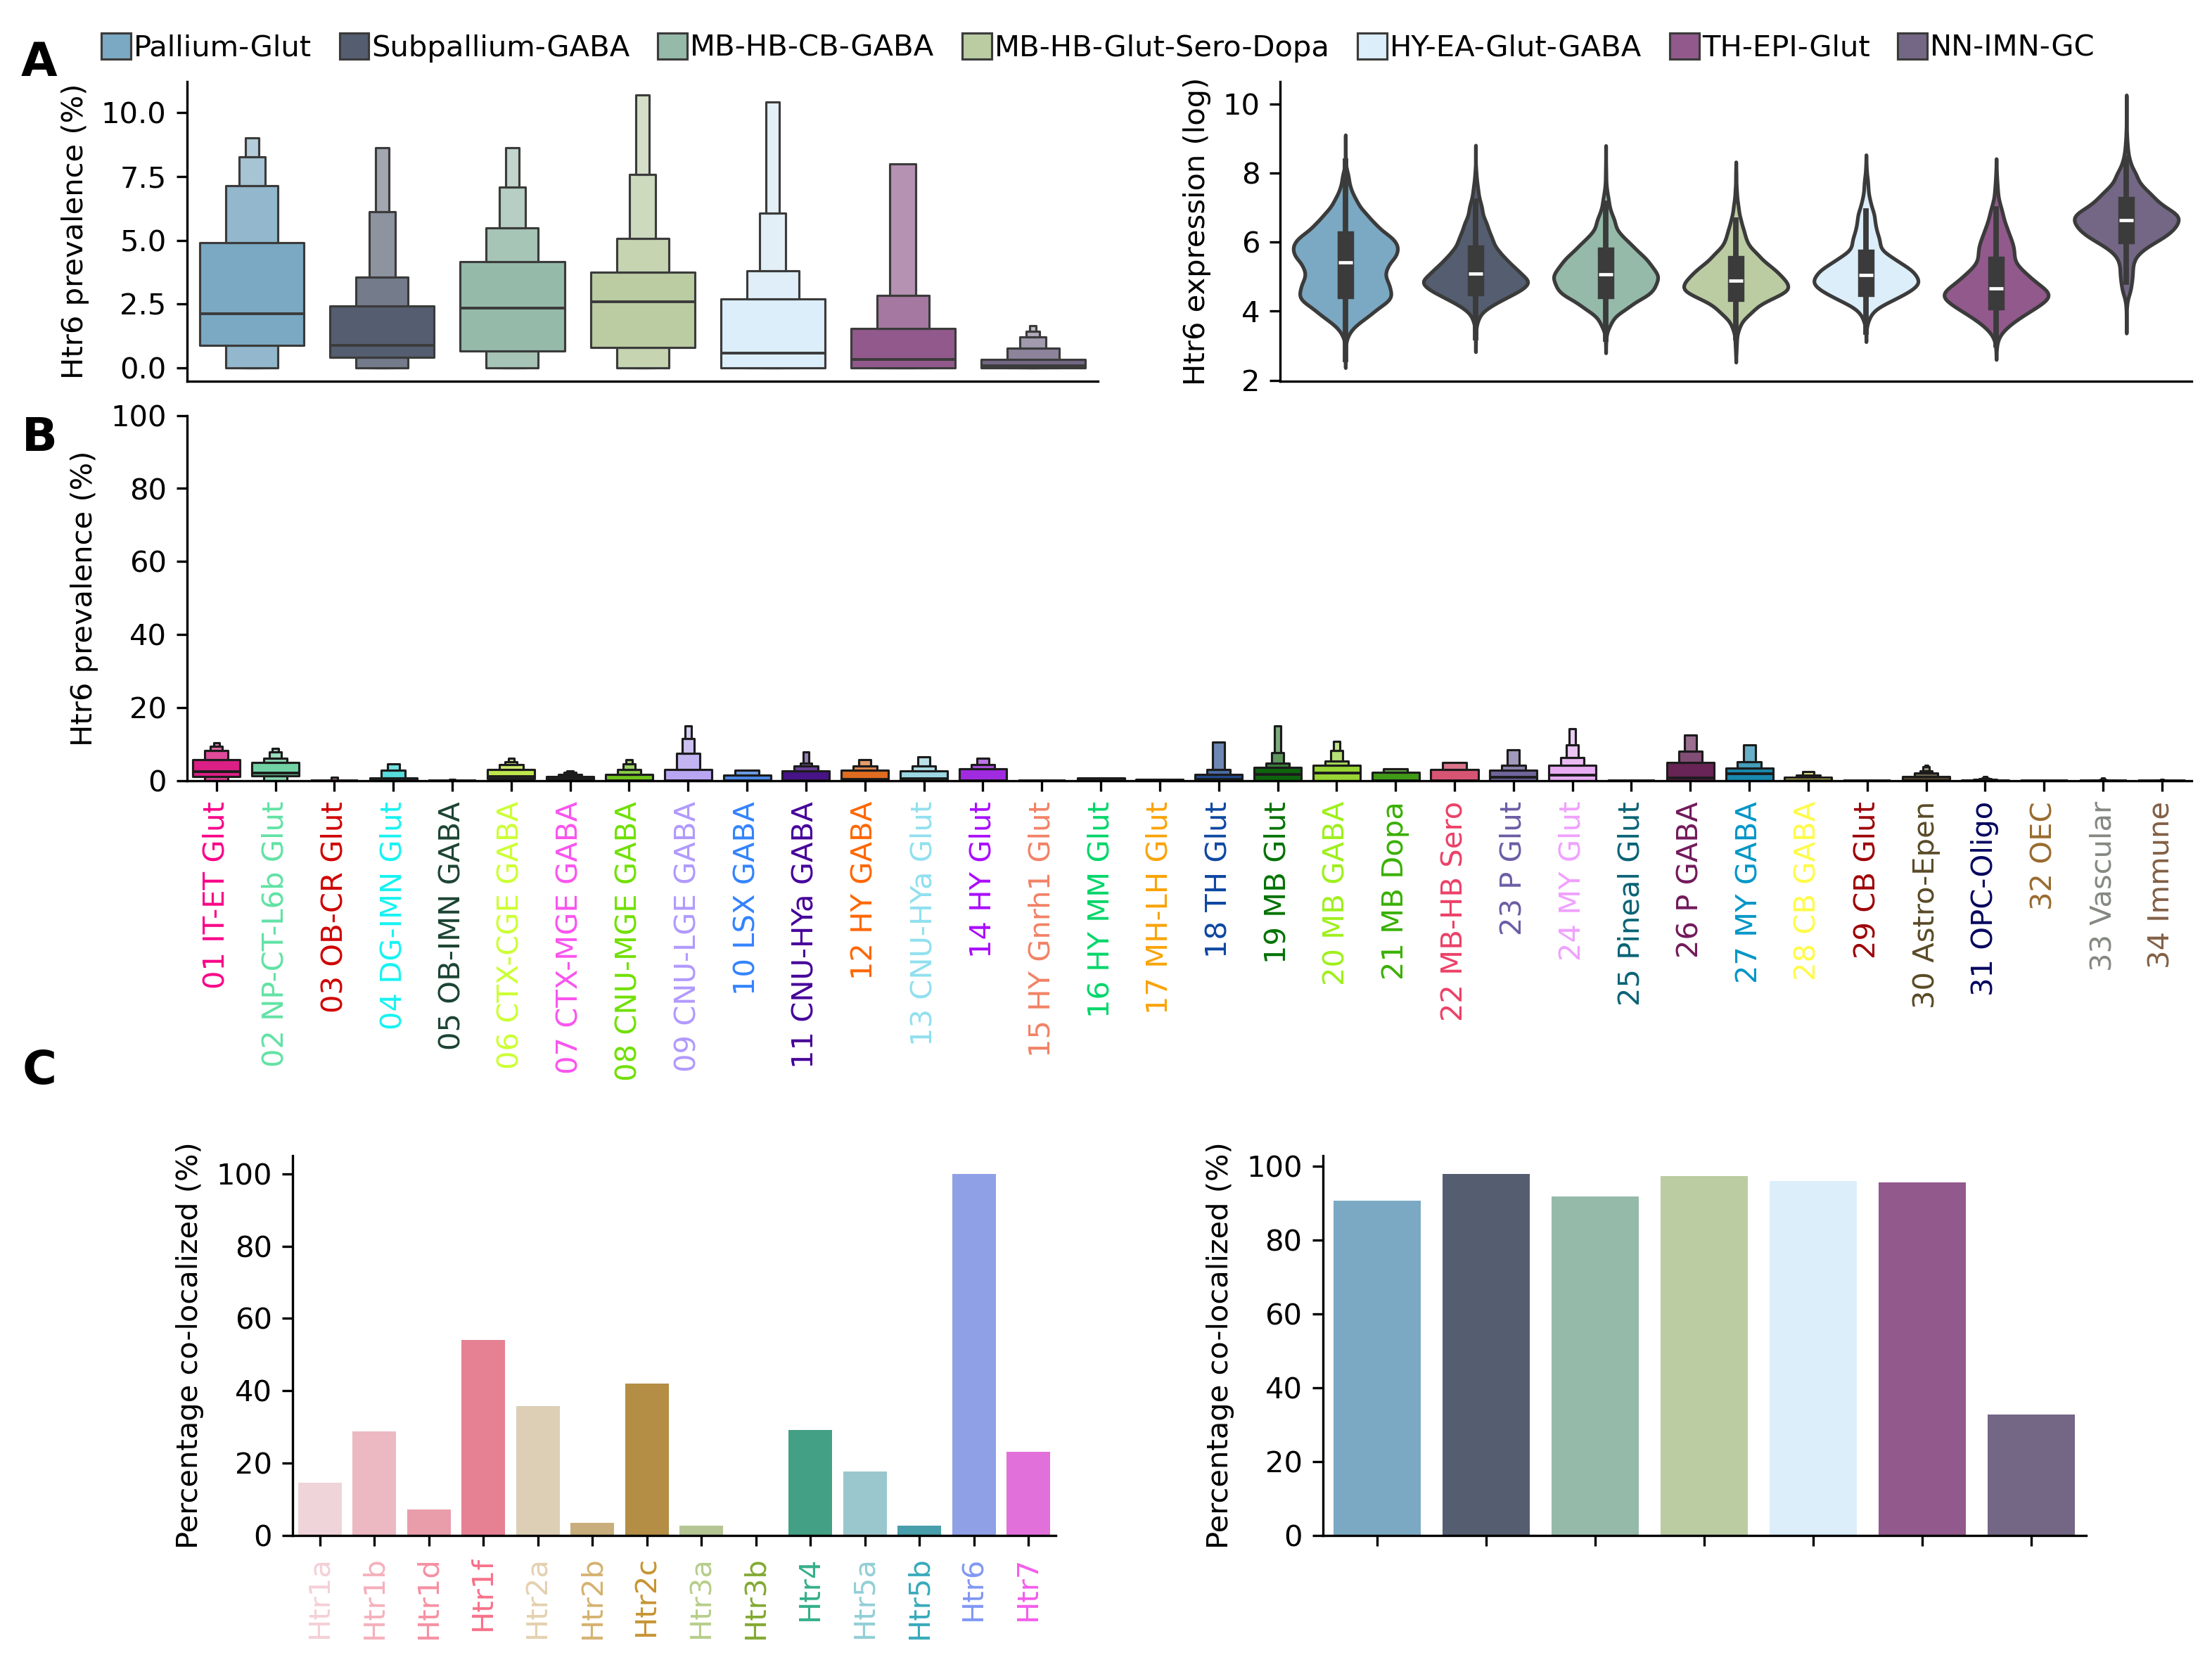 A
Pallium-Glut Subpallium-GABA MB-HB-CB-GABA MB-HB-Glut-Sero-Dopa HY-EA-Glut-GABA TH-EPI-Glut NN-IMN-GC
Htr6 prevalence (%)
10.0
7.5
5.0
2.5
0.0
Htr6 expression (log)
10
8
6
4
2
B
Htr6 prevalence (%)
100
80
60
40
20
0
01 IT-ET Glut
02 NP-CT-L6b Glut
03 OB-CR Glut
04 DG-IMN Glut
05 OB-IMN GABA
06 CTX-CGE GABA
07 CTX-MGE GABA
08 CNU-MGE GABA
09 CNU-LGE GABA
10 LSX GABA
11 CNU-HYa GABA
12 HY GABA
13 CNU-HYa Glut
14 HY Glut
15 HY Gnrh1 Glut
16 HY MM Glut
17 MH-LH Glut
18 TH Glut
19 MB Glut
20 MB GABA
21 MB Dopa
22 MB-HB Sero
23 P Glut
24 MY Glut
25 Pineal Glut
26 P GABA
27 MY GABA
28 CB GABA
29 CB Glut
30 Astro-Epen
31 OPC-Oligo
32 OEC
33 Vascular
34 Immune
C
Percentage co-localized (%)
100
80
60
40
20
0
Htr1a
Htr1b
Htr1d
Htr1f
Htr2a
Htr2b
Htr2c
Htr3a
Htr3b
Htr4
Htr5a
Htr5b
Htr6
Htr7
Percentage co-localized (%)
100
80
60
40
20
0